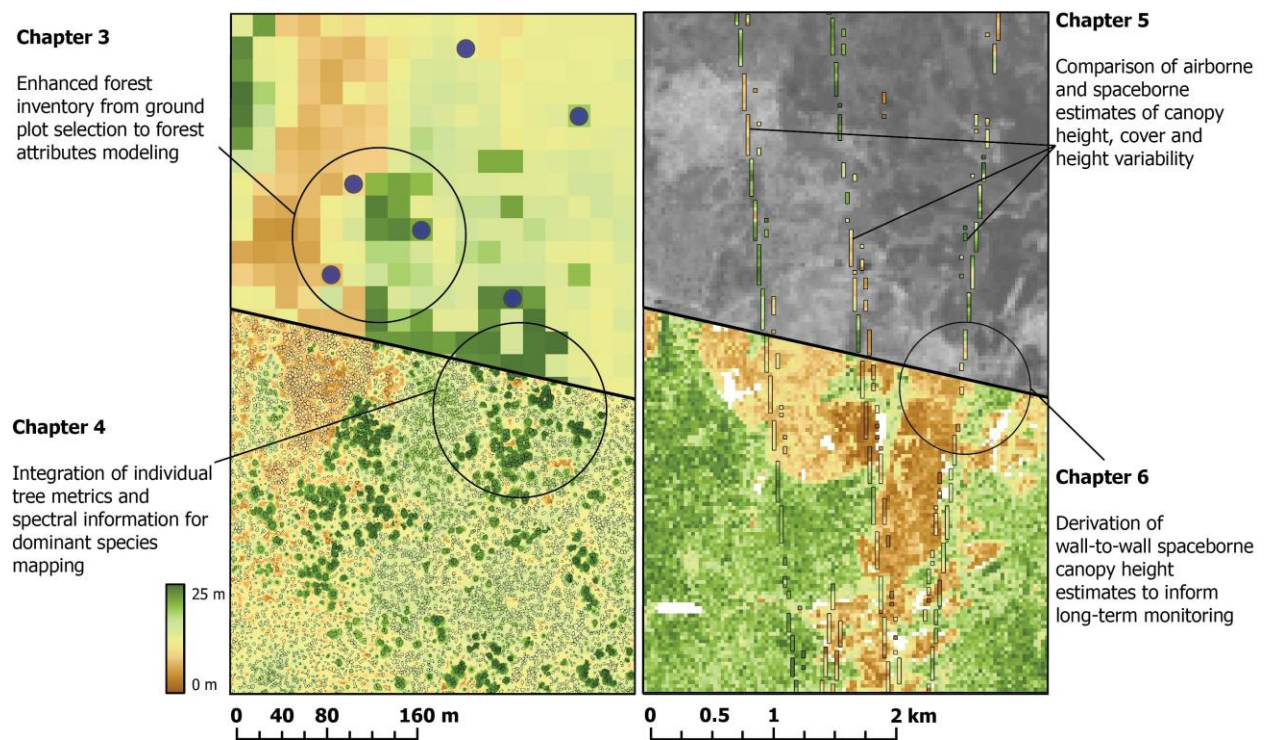 Chapter 3
Enhanced forest
inventory from ground
plot selection to forest
attributes modeling
Chapter 4
Integration of individual
tree metrics and
spectral information for
dominant species
mapping
25 m
0 m
0 40 80 160 m
Chapter 5
Comparison of airborne
and spaceborne
estimates of canopy
height, cover and
height variability
Chapter 6
Derivation of
wall-to-wall spaceborne
canopy height
estimates to inform
long-term monitoring
0 0.5 1 2 km